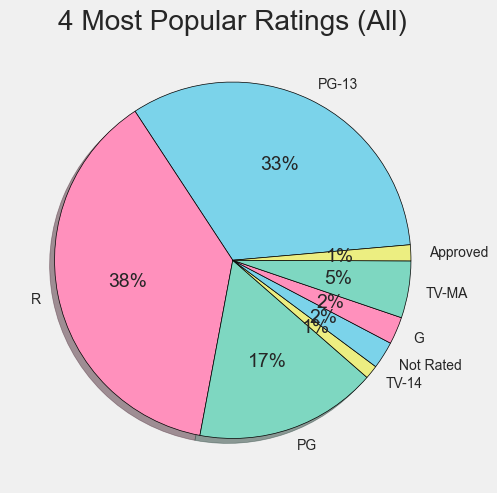 4 Most Popular Ratings (All)
PG-13
33%
Approved
1%
5%
TV-MA
38%
R
2%
G
2%
1%
Not Rated
TV-14
17%
PG